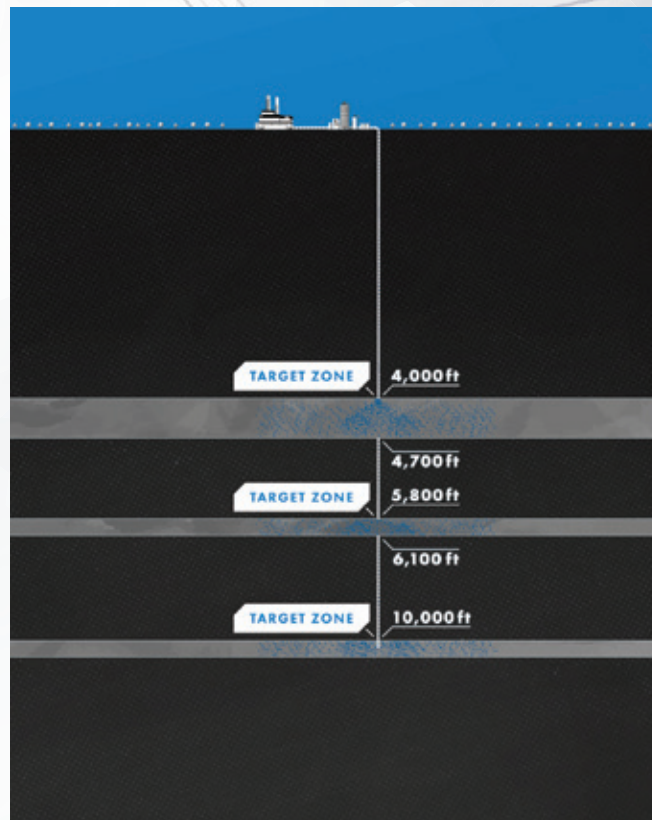 TARGET ZONE 4,000 ft
4,700 ft
TARGET ZONE 5,800 ft
6,100 ft
TARGET ZONE 10,000 ft